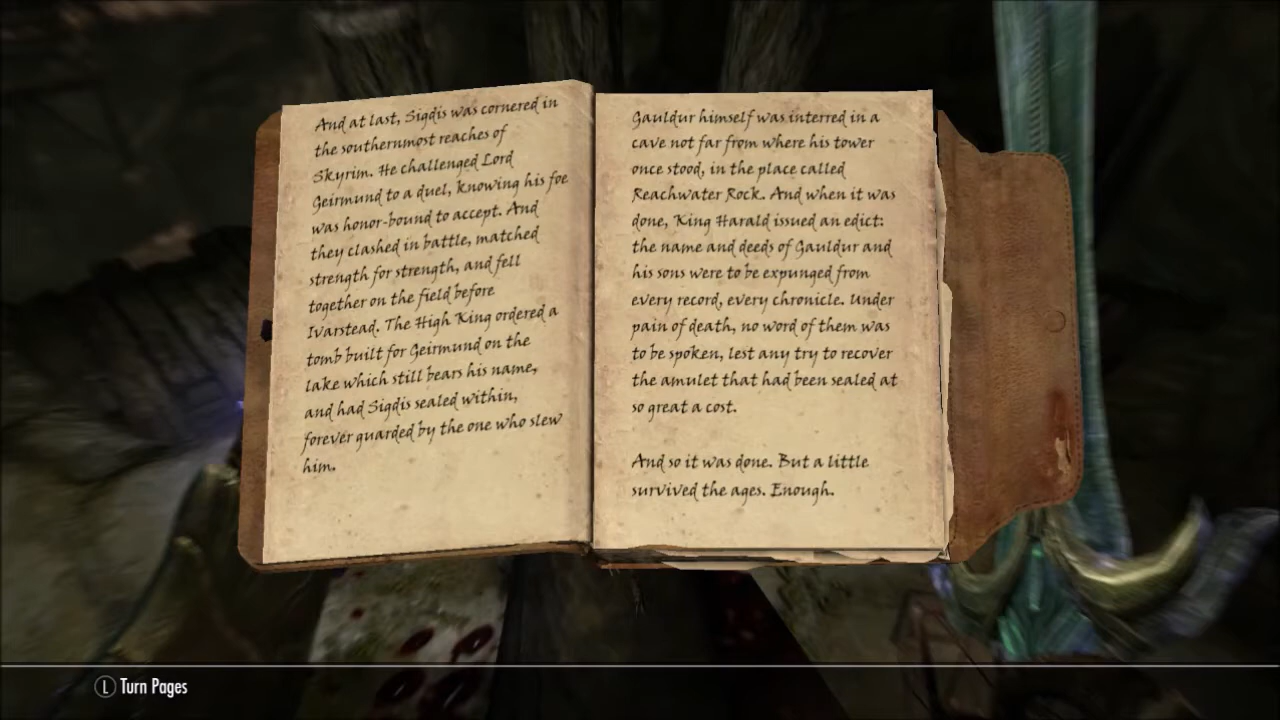 And at last, Sigdis was cornered in
the southernmost reaches of
Skyrim. He challenged Lord
Geirmund to a duel, knowing his foe
was honor-bound to accept. And
they clashed in battle, matched
strength for strength, and fell
together on the field before
Ivarstead. The High King ordered a
tomb built for Geirmund on the
lake which still bears his name,
and had Sigdis sealed within,
forever guarded by the one who slew
him.
Gauldur himself was interred in a
cave not far from where his tower
once stood, in the place called
Reachwater Rock. And when it was
done, King Harald issued an edict:
the name and deeds of Gauldur and
his sons were to be expunged from
every record, every chronicle. Under
pain of death, no word of them was
to be spoken, lest any try to recover
the amulet that had been sealed at
so great a cost.
And so it was done. But a little
survived the ages. Enough.
L Turn Pages